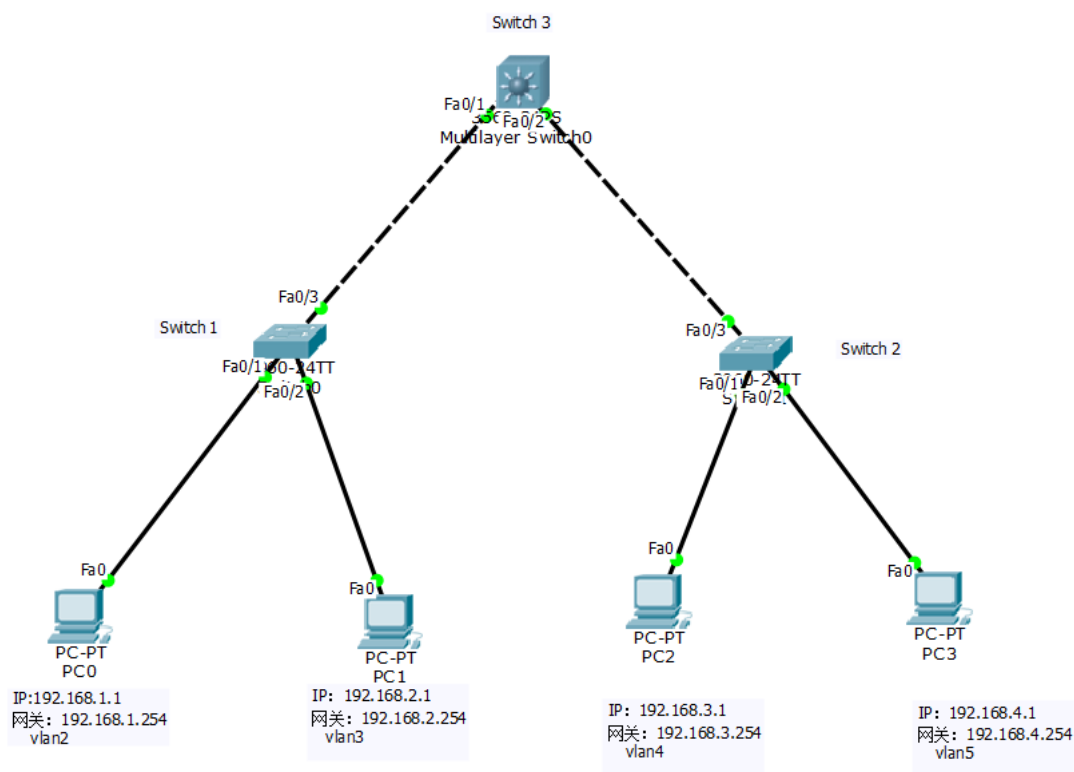 Switch 3
Fa0/1
Fa0/2
Multilayer Switch0
Fa0/3
Switch 1
Fa0/1
60-24TT
Fa0/2
Fa0/3
Switch 2
Fa0/1
0-24TT
Fa0/2
Fa0
Fa0
Fa0
Fa0
PC-PT
PC0
PC-PT
PC1
PC-PT
PC2
PC-PT
PC3
IP:192.168.1.1
网关：192.168.1.254
vlan2
IP：192.168.2.1
网关：192.168.2.254
vlan3
IP：192.168.3.1
网关：192.168.3.254
vlan4
IP：192.168.4.1
网关：192.168.4.254
vlan5